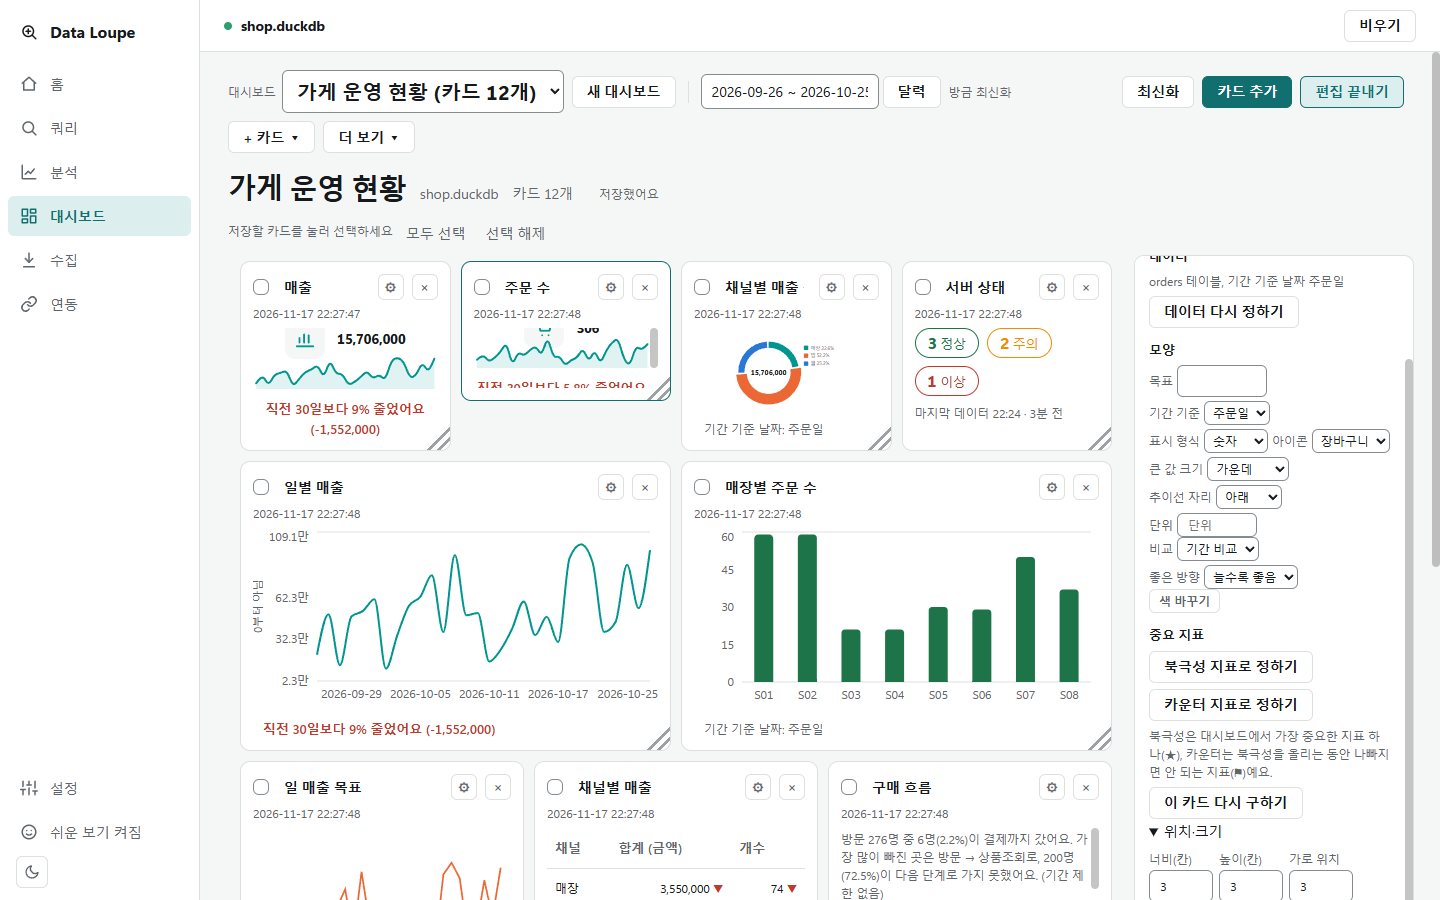 Data Loupe
홈
쿼리
분석
대시보드
수집
연동
설정
쉬운 보기 켜짐
shop.duckdb
비우기
대시보드
가게 운영 현황 (카드 12개)
새 대시보드
2026-09-26 ~ 2026-10-25
달력
방금 최신화
최신화
카드 추가
편집 끝내기
+ 카드 ▾
더 보기 ▾
가게 운영 현황 shop.duckdb 카드 12개 저장했어요
저장할 카드를 눌러 선택하세요 모두 선택 선택 해제
매출
2026-11-17 22:27:47
15,706,000
직전 30일보다 9% 줄었어요
(-1,552,000)
주문 수
2026-11-17 22:27:48
306
직전 30일보다 5.8% 줄었어요
채널별 매출
2026-11-17 22:27:48
15,706,000
기간 기준 날짜: 주문일
서버 상태
2026-11-17 22:27:48
3 정상
2 주의
1 이상
마지막 데이터 22:24 · 3분 전
일별 매출
2026-11-17 22:27:48
109.1만
62.3만
32.3만
2.3만
0부터 아님
2026-09-29 2026-10-05 2026-10-11 2026-10-17 2026-10-25
직전 30일보다 9% 줄었어요 (-1,552,000)
매장별 주문 수
2026-11-17 22:27:48
60
45
30
15
0
S01 S02 S03 S04 S05 S06 S07 S08
기간 기준 날짜: 주문일
일 매출 목표
2026-11-17 22:27:48
채널별 매출
2026-11-17 22:27:48
채널 합계 (금액) 개수
매장 3,550,000 ▼ 74 ▼
구매 흐름
2026-11-17 22:27:48
방문 276명 중 6명(2.2%)이 결제까지 갔어요. 가
장 많이 빠진 곳은 방문 → 상품조회로, 200명
(72.5%)이 다음 단계로 가지 못했어요. (기간 제
한 없음)
데이터
orders 테이블, 기간 기준 날짜 주문일
데이터 다시 정하기
모양
목표
기간 기준 주문일
표시 형식 숫자 아이콘 장바구니
큰 값 크기 가운데
추이선 자리 아래
단위 단위
비교 기간 비교
좋은 방향 늘수록 좋음
색 바꾸기
중요 지표
북극성 지표로 정하기
카운터 지표로 정하기
북극성은 대시보드에서 가장 중요한 지표 하
나(★), 카운터는 북극성을 올리는 동안 나빠지
면 안 되는 지표(⚑)예요.
이 카드 다시 구하기
▼ 위치·크기
너비(칸) 높이(칸) 가로 위치
3 3 3